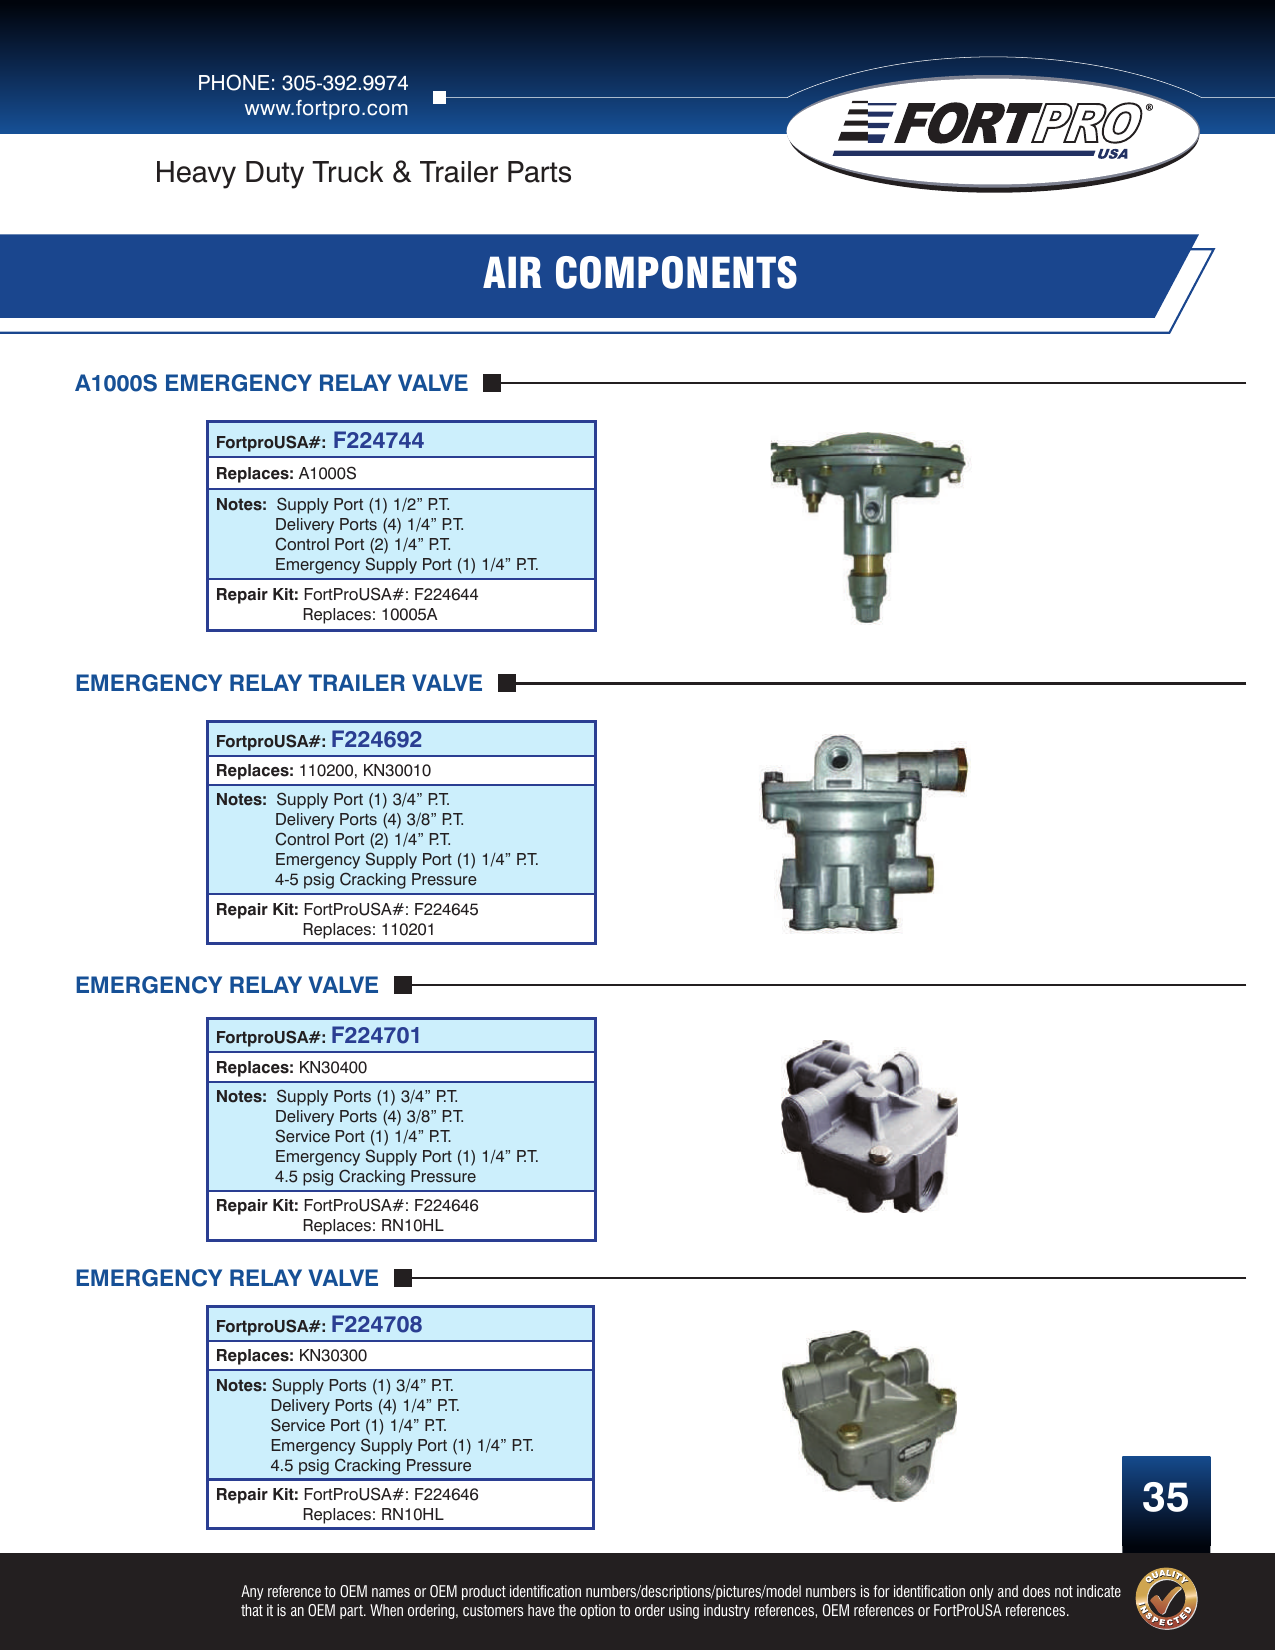 PHONE: 305-392.9974
www.fortpro.com
FORTPRO®
USA
Heavy Duty Truck & Trailer Parts
AIR COMPONENTS
A1000S EMERGENCY RELAY VALVE
FortproUSA#: F224744
Replaces: A1000S
Notes: Supply Port (1) 1/2” P.T.
Delivery Ports (4) 1/4” P.T.
Control Port (2) 1/4” P.T.
Emergency Supply Port (1) 1/4” P.T.
Repair Kit: FortProUSA#: F224644
Replaces: 10005A
EMERGENCY RELAY TRAILER VALVE
FortproUSA#: F224692
Replaces: 110200, KN30010
Notes: Supply Port (1) 3/4” P.T.
Delivery Ports (4) 3/8” P.T.
Control Port (2) 1/4” P.T.
Emergency Supply Port (1) 1/4” P.T.
4-5 psig Cracking Pressure
Repair Kit: FortProUSA#: F224645
Replaces: 110201
EMERGENCY RELAY VALVE
FortproUSA#: F224701
Replaces: KN30400
Notes: Supply Ports (1) 3/4” P.T.
Delivery Ports (4) 3/8” P.T.
Service Port (1) 1/4” P.T.
Emergency Supply Port (1) 1/4” P.T.
4.5 psig Cracking Pressure
Repair Kit: FortProUSA#: F224646
Replaces: RN10HL
EMERGENCY RELAY VALVE
FortproUSA#: F224708
Replaces: KN30300
Notes: Supply Ports (1) 3/4” P.T.
Delivery Ports (4) 1/4” P.T.
Service Port (1) 1/4” P.T.
Emergency Supply Port (1) 1/4” P.T.
4.5 psig Cracking Pressure
Repair Kit: FortProUSA#: F224646
Replaces: RN10HL
35
Any reference to OEM names or OEM product identification numbers/descriptions/pictures/model numbers is for identification only and does not indicate
that it is an OEM part. When ordering, customers have the option to order using industry references, OEM references or FortProUSA references.
QUALITY
INSPECTED